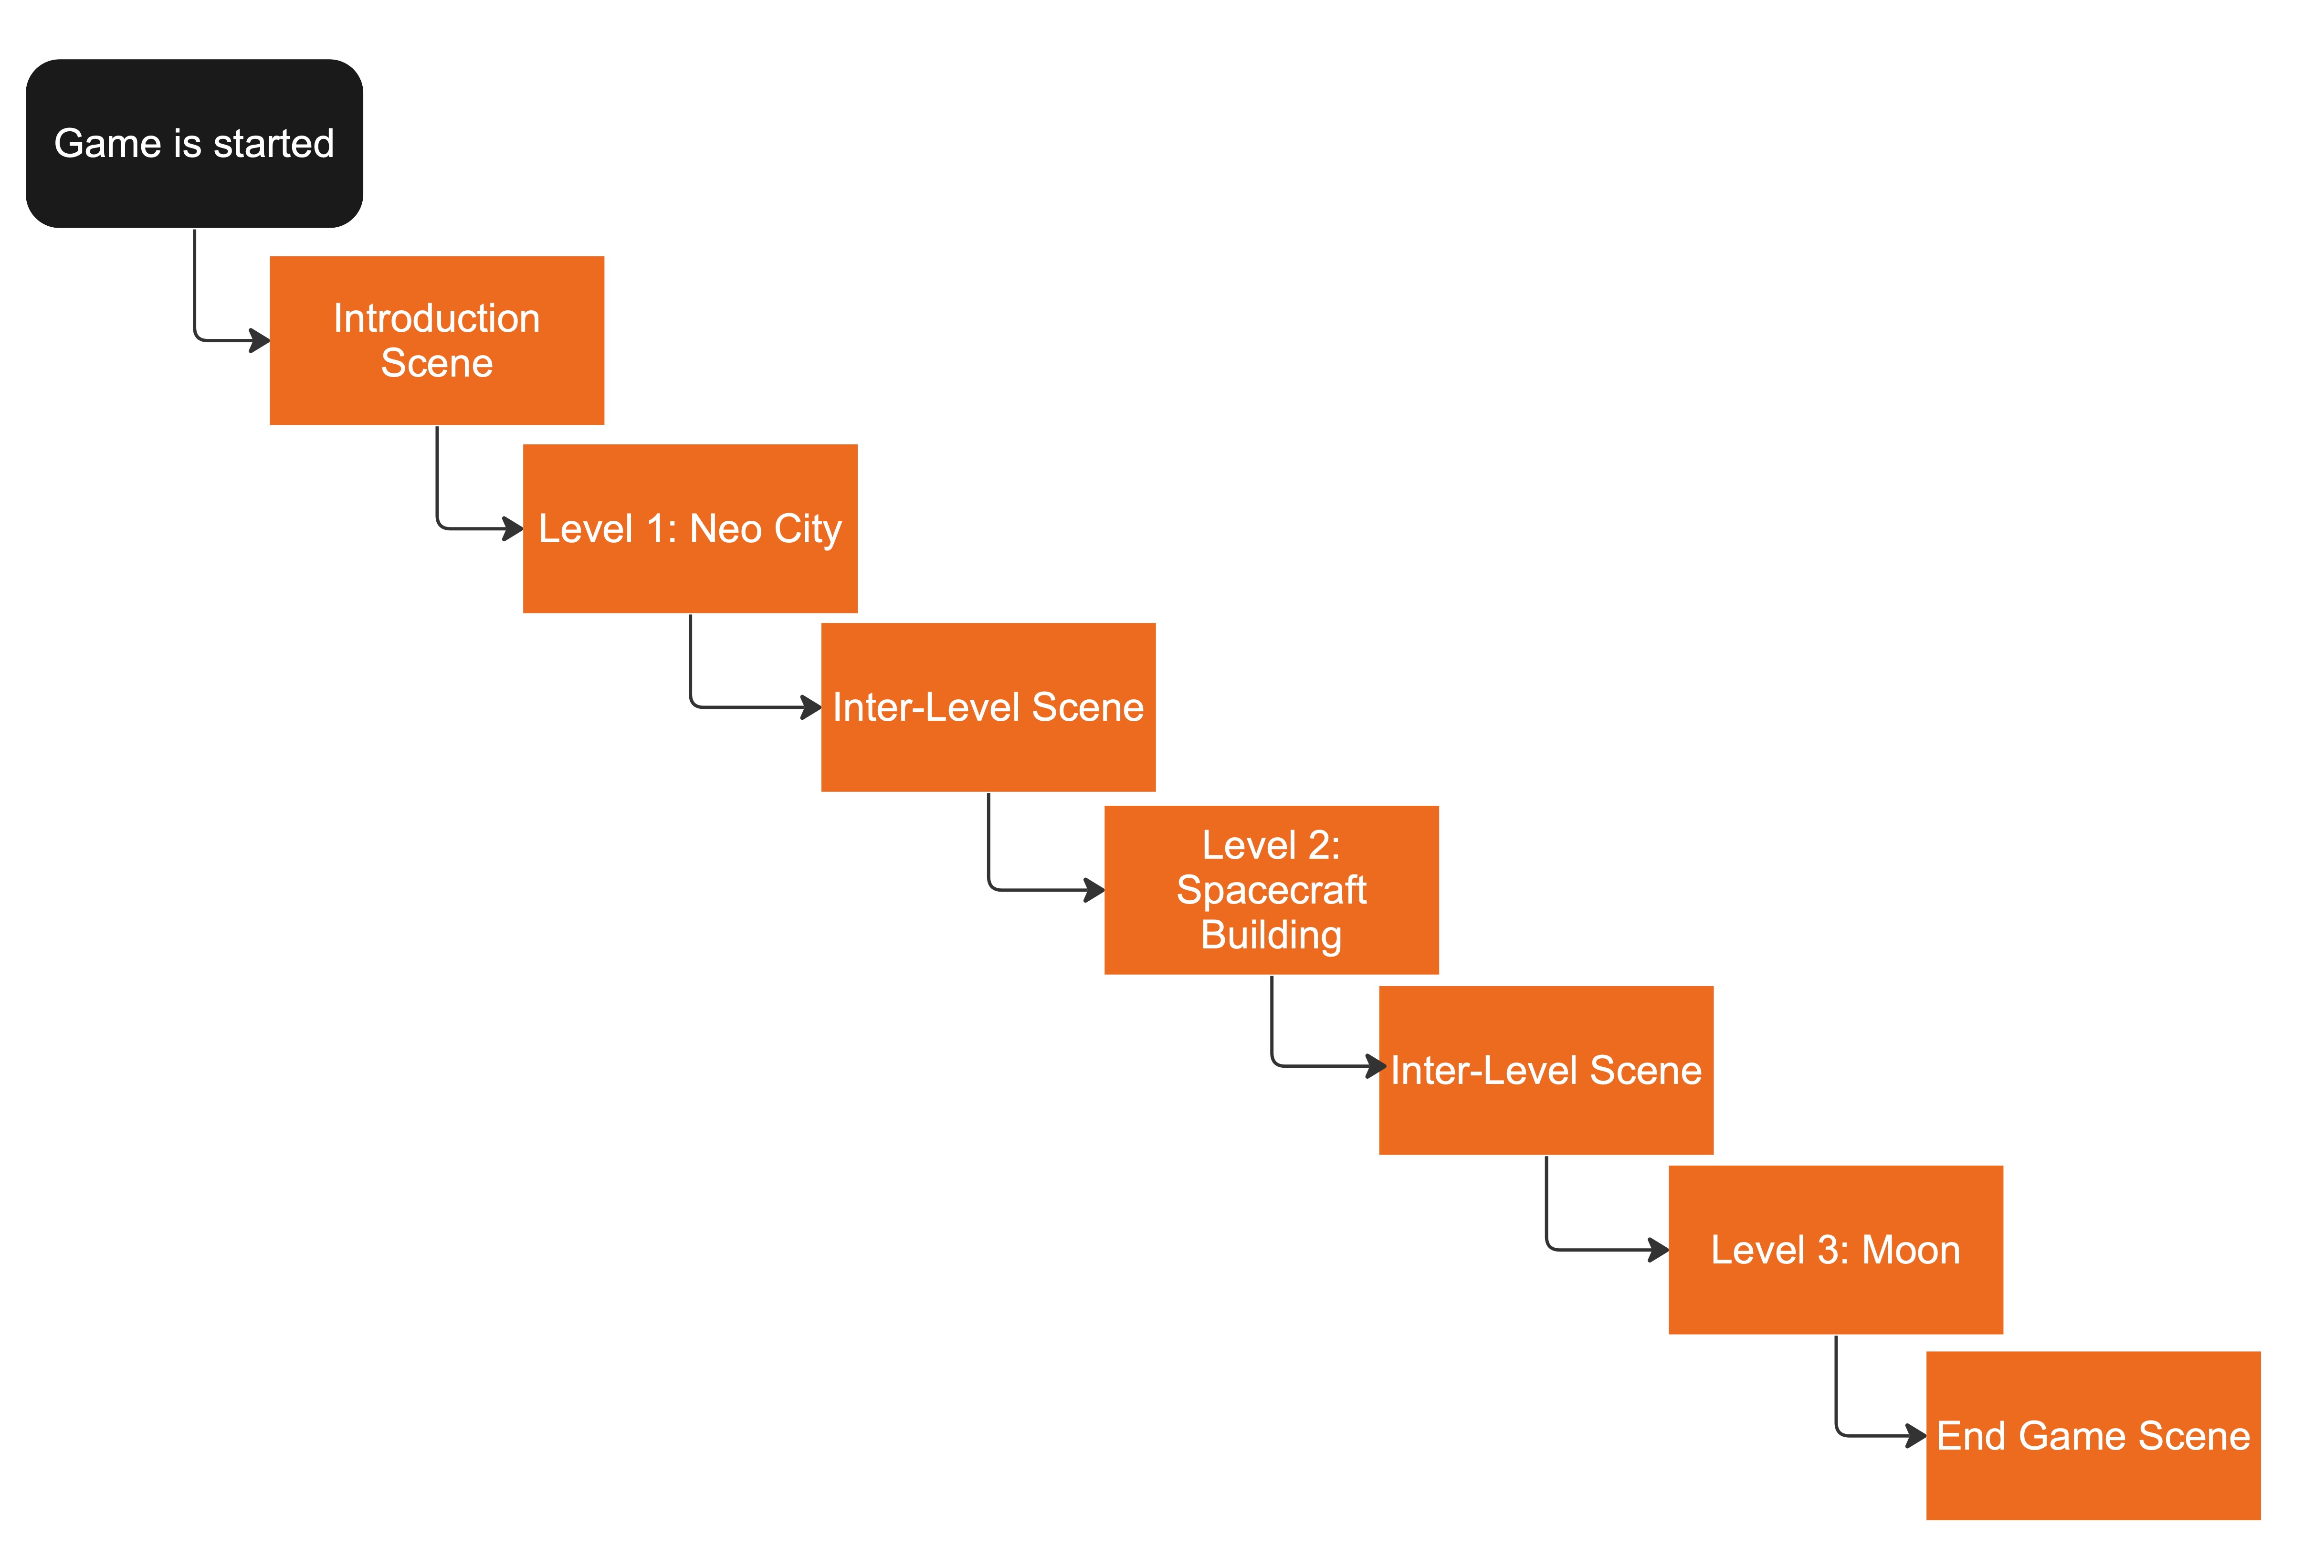 Game is started
Introduction
Scene
Level 1: Neo City
Inter-Level Scene
Level 2:
Spacecraft
Building
Inter-Level Scene
Level 3: Moon
End Game Scene